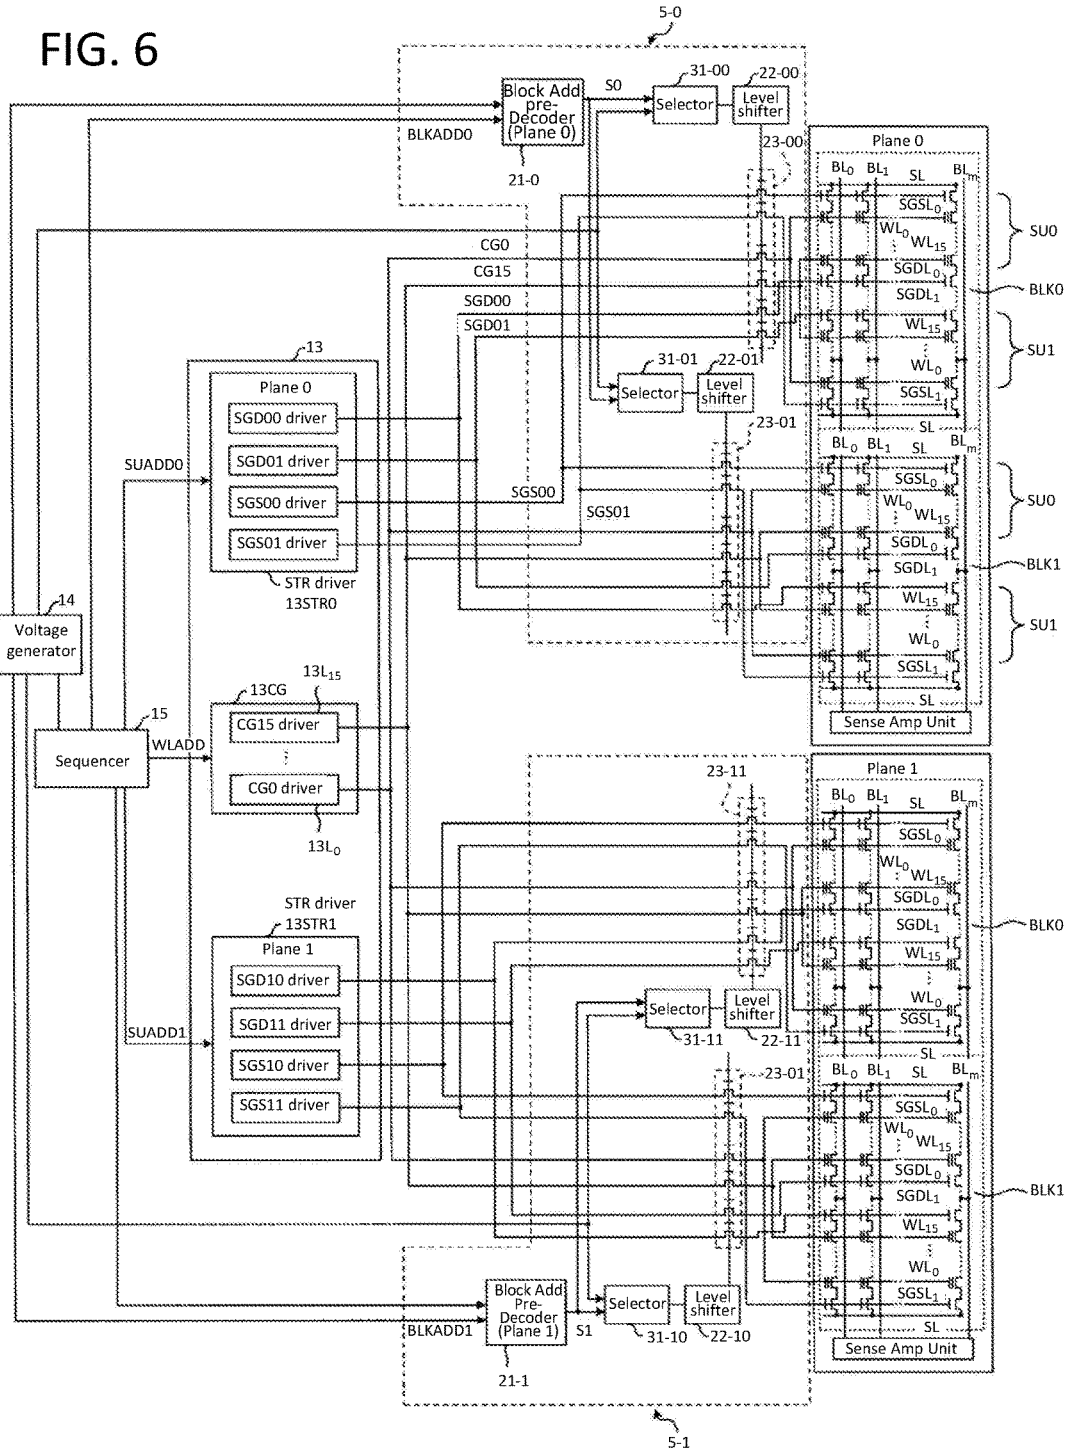 FIG. 6
5-0
Block Add
pre-
Decoder
(Plane 0)
S0
31-00
22-00
Selector
Level
shifter
BLKADD0
21-0
23-00
Plane 0
BL0
BL1
SL
BLm
SGSL0
SU0
WL0
WL15
SGDL0
BLK0
SGDL1
WL15
SU1
WL0
SGSL1
SL
CG0
CG15
SGD00
SGD01
31-01
22-01
Selector
Level
shifter
23-01
13
Plane 0
SGD00 driver
SGD01 driver
SGS00 driver
SGS01 driver
SUADD0
STR driver
13STR0
SGS00
SGS01
BL0
BL1
SL
BLm
SGSL0
SU0
WL0
WL15
SGDL0
SGDL1
BLK1
WL15
SU1
WL0
SGSL1
SL
Sense Amp Unit
14
Voltage
generator
15
Sequencer
WLADD
13CG
13L15
CG15 driver
CG0 driver
13L0
STR driver
13STR1
Plane 1
SGD10 driver
SGD11 driver
SGS10 driver
SGS11 driver
SUADD1
23-11
Plane 1
BL0
BL1
SL
BLm
SGSL0
WL0
WL15
SGDL0
SGDL1
BLK0
WL15
WL0
SGSL1
SL
Selector
Level
shifter
31-11
22-11
23-01
BL0
BL1
SL
BLm
SGSL0
WL0
WL15
SGDL0
SGDL1
BLK1
WL15
WL0
SGSL1
SL
Sense Amp Unit
Block Add
Pre-
Decoder
(Plane 1)
BLKADD1
S1
Selector
Level
shifter
31-10
22-10
21-1
5-1